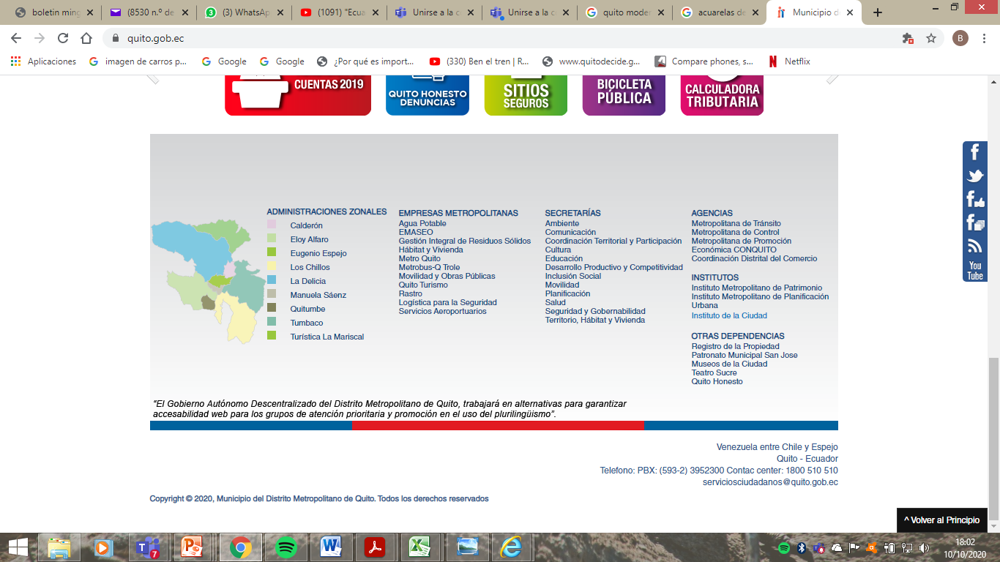 boletin ming
(8530 n.º de
(3) WhatsAp
(1091) "Ecua
Unirse a la c
Unirse a la c
quito moder
acuarelas de
Municipio d
quito.gob.ec
B
Aplicaciones
imagen de carros p...
Google
Google
¿Por qué es import...
(330) Ben el tren | R...
www.quitodecide.g...
Compare phones, s...
Netflix
CUENTAS 2019
QUITO HONESTO
DENUNCIAS
SITIOS
SEGUROS
BICICLETA
PÚBLICA
CALCULADORA
TRIBUTARIA
ADMINISTRACIONES ZONALES
Calderón
Eloy Alfaro
Eugenio Espejo
Los Chillos
La Delicia
Manuela Sáenz
Quitumbe
Tumbaco
Turística La Mariscal
EMPRESAS METROPOLITANAS
Agua Potable
EMASEO
Gestión Integral de Residuos Sólidos
Hábitat y Vivienda
Metro Quito
Metrobus-Q Trole
Movilidad y Obras Públicas
Quito Turismo
Rastro
Logística para la Seguridad
Servicios Aeroportuarios
SECRETARÍAS
Ambiente
Comunicación
Coordinación Territorial y Participación
Cultura
Educación
Desarrollo Productivo y Competitividad
Inclusión Social
Movilidad
Planificación
Salud
Seguridad y Gobernabilidad
Territorio, Hábitat y Vivienda
AGENCIAS
Metropolitana de Tránsito
Metropolitana de Control
Metropolitana de Promoción
Económica CONQUITO
Coordinación Distrital del Comercio
INSTITUTOS
Instituto Metropolitano de Patrimonio
Instituto Metropolitano de Planificación
Urbana
Instituto de la Ciudad
OTRAS DEPENDENCIAS
Registro de la Propiedad
Patronato Municipal San Jose
Museos de la Ciudad
Teatro Sucre
Quito Honesto
You
Tube
"El Gobierno Autónomo Descentralizado del Distrito Metropolitano de Quito, trabajará en alternativas para garantizar
accesabilidad web para los grupos de atención prioritaria y promoción en el uso del plurilingüismo".
Venezuela entre Chile y Espejo
Quito - Ecuador
Telefono: PBX: (593-2) 3952300 Contac center: 1800 510 510
serviciosciudadanos@quito.gob.ec
Copyright © 2020, Municipio del Distrito Metropolitano de Quito. Todos los derechos reservados
^ Volver al Principio
7
18:02
10/10/2020